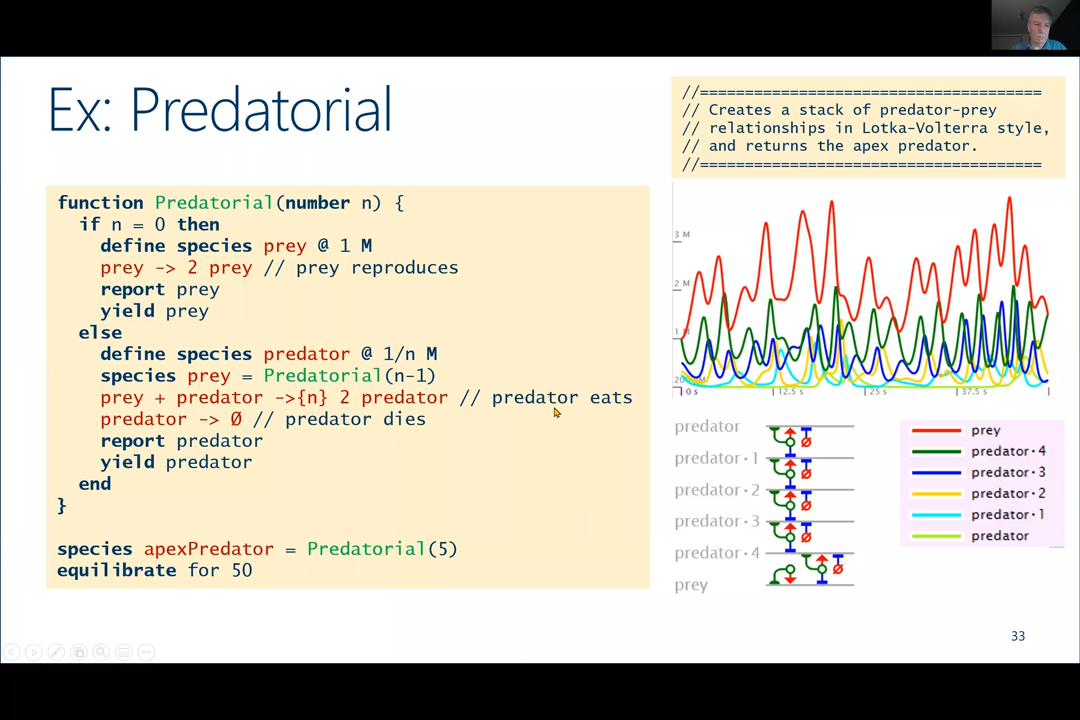 Ex: Predatorial
function Predatorial(number n) {
if n = 0 then
define species prey @ 1 M
prey -> 2 prey // prey reproduces
report prey
yield prey
else
define species predator @ 1/n M
species prey = Predatorial(n-1)
prey + predator ->{n} 2 predator // predator eats
predator -> Ø // predator dies
report predator
yield predator
end
}
species apexPredator = Predatorial(5)
equilibrate for 50
//======================================
// Creates a stack of predator-prey
// relationships in Lotka-Volterra style,
// and returns the apex predator.
//======================================
3 M
2 M
1 M
0 s
12.5 s
25 s
37.5 s
predator
predator·1
predator·2
predator·3
predator·4
prey
prey
predator·4
predator·3
predator·2
predator·1
predator
33